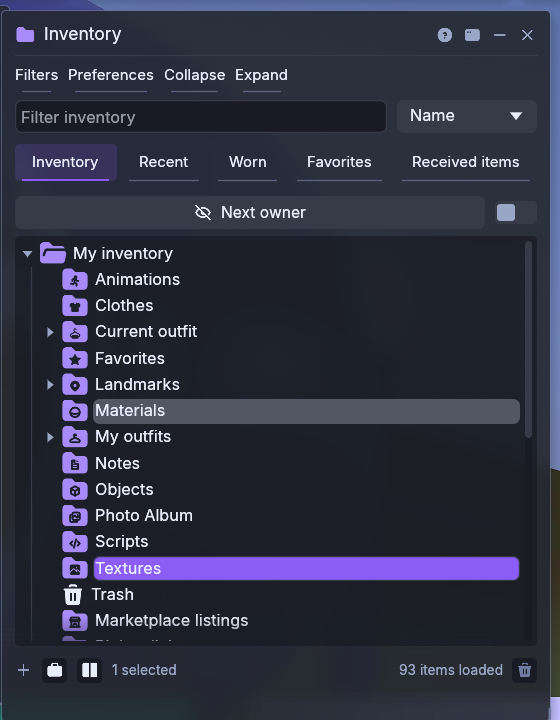 Inventory
Filters Preferences Collapse Expand
Filter inventory Name
Inventory Recent Worn Favorites Received items
Next owner
My inventory
Animations
Clothes
Current outfit
Favorites
Landmarks
Materials
My outfits
Notes
Objects
Photo Album
Scripts
Textures
Trash
Marketplace listings
1 selected 93 items loaded